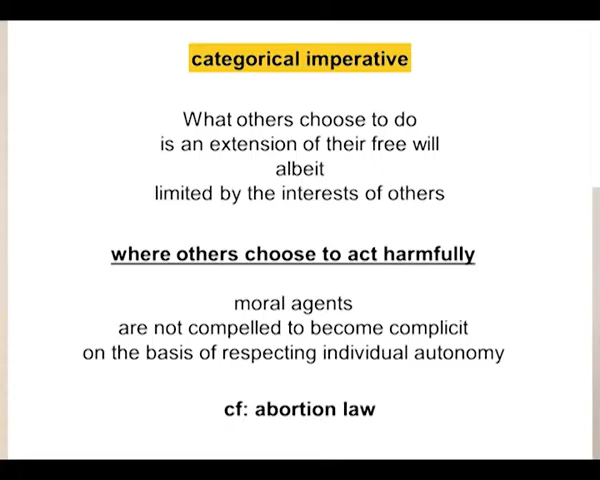 categorical imperative
What others choose to do
is an extension of their free will
albeit
limited by the interests of others
where others choose to act harmfully
moral agents
are not compelled to become complicit
on the basis of respecting individual autonomy
cf: abortion law